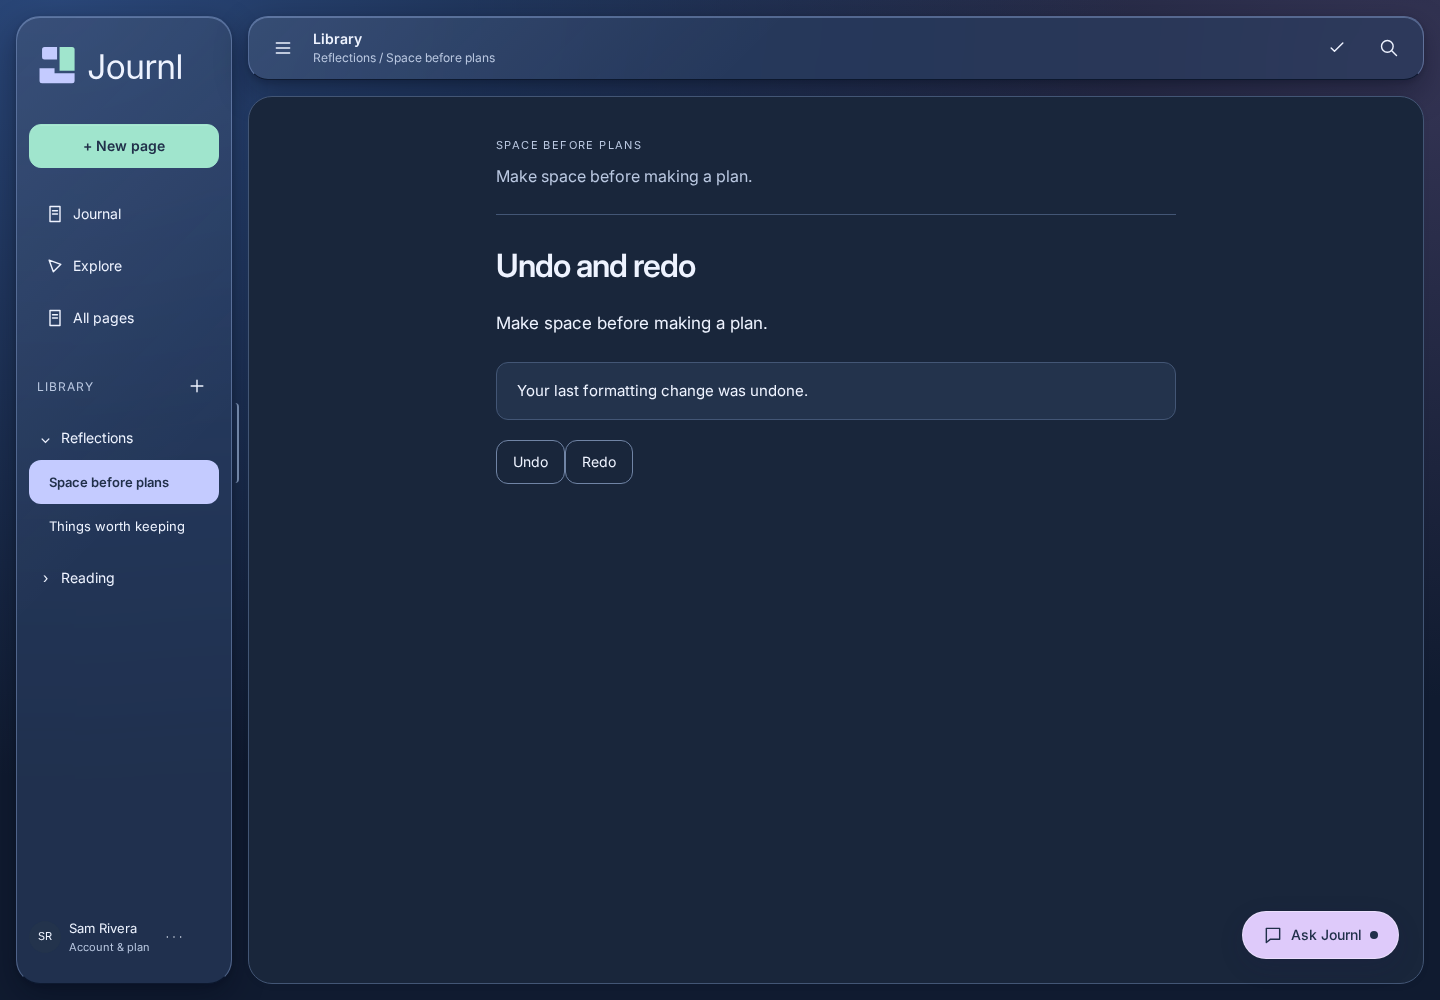 Journl
+ New page
Journal
Explore
All pages
LIBRARY
Reflections
Space before plans
Things worth keeping
Reading
SR
Sam Rivera
Account & plan
Library
Reflections / Space before plans
SPACE BEFORE PLANS
Make space before making a plan.
Undo and redo
Make space before making a plan.
Your last formatting change was undone.
Undo
Redo
Ask Journl